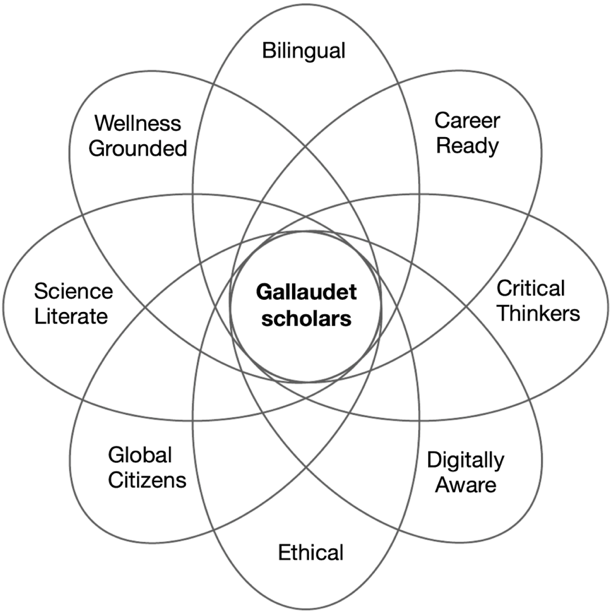 Bilingual
Wellness
Grounded
Career
Ready
Science
Literate
Gallaudet
scholars
Critical
Thinkers
Global
Citizens
Digitally
Aware
Ethical